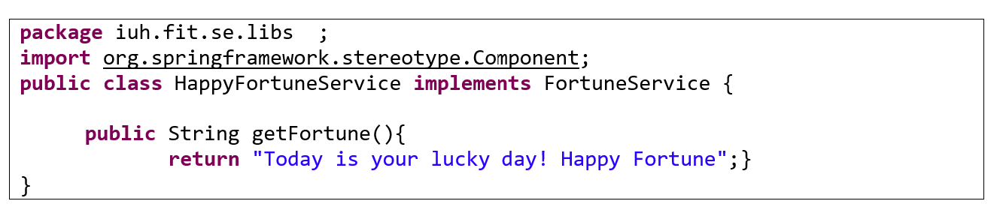 package iuh.fit.se.libs  ;
import org.springframework.stereotype.Component;
public class HappyFortuneService implements FortuneService {
public String getFortune(){
return "Today is your lucky day! Happy Fortune";}
}